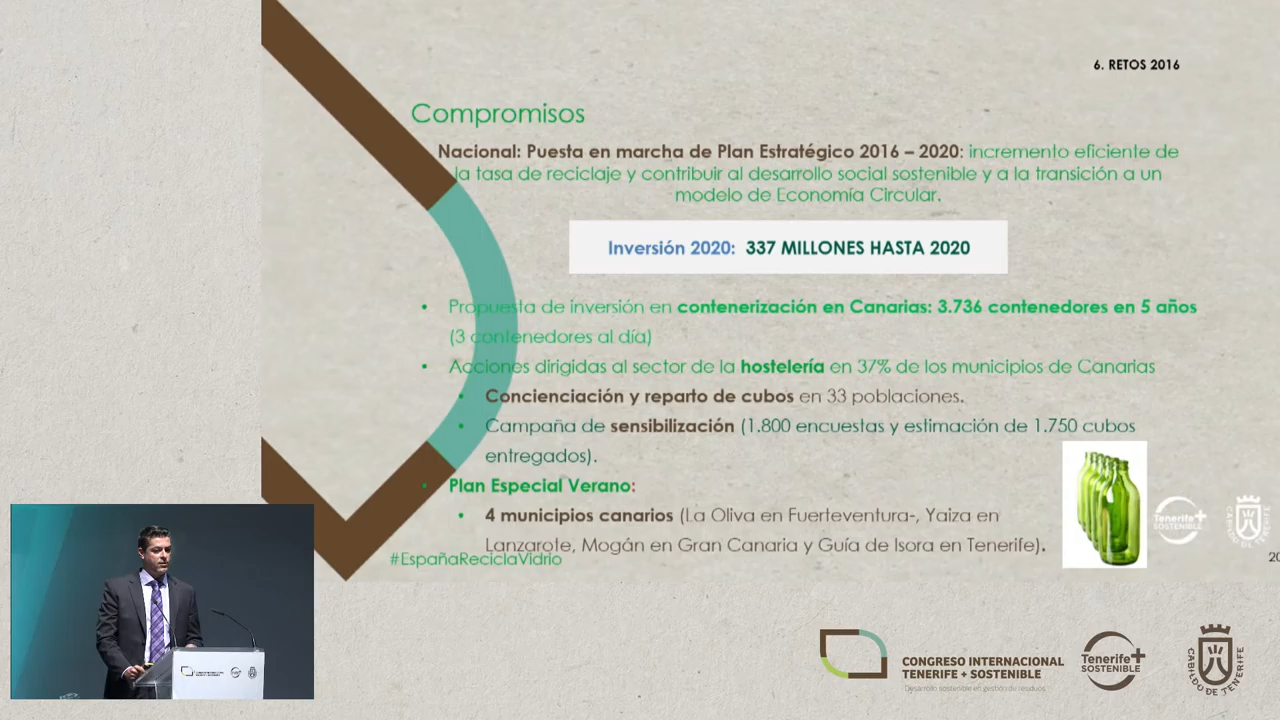 6. RETOS 2016
Compromisos
Nacional: Puesta en marcha de Plan Estratégico 2016 – 2020: incremento eficiente de
la tasa de reciclaje y contribuir al desarrollo social sostenible y a la transición a un
modelo de Economía Circular.
Inversión 2020: 337 MILLONES HASTA 2020
• Propuesta de inversión en contenerización en Canarias: 3.736 contenedores en 5 años
(3 contenedores al día)
• Acciones dirigidas al sector de la hostelería en 37% de los municipios de Canarias
• Concienciación y reparto de cubos en 33 poblaciones.
• Campaña de sensibilización (1.800 encuestas y estimación de 1.750 cubos
entregados).
• Plan Especial Verano:
• 4 municipios canarios (La Oliva en Fuerteventura-, Yaiza en
Lanzarote, Mogán en Gran Canaria y Guía de Isora en Tenerife).
#EspañaReciclaVidrio
Tenerife+
SOSTENIBLE
CABILDO DE TENERIFE
20
CONGRESO INTERNACIONAL
TENERIFE + SOSTENIBLE
Desarrollo sostenible en gestión de residuos
Tenerife+
SOSTENIBLE
CABILDO DE TENERIFE